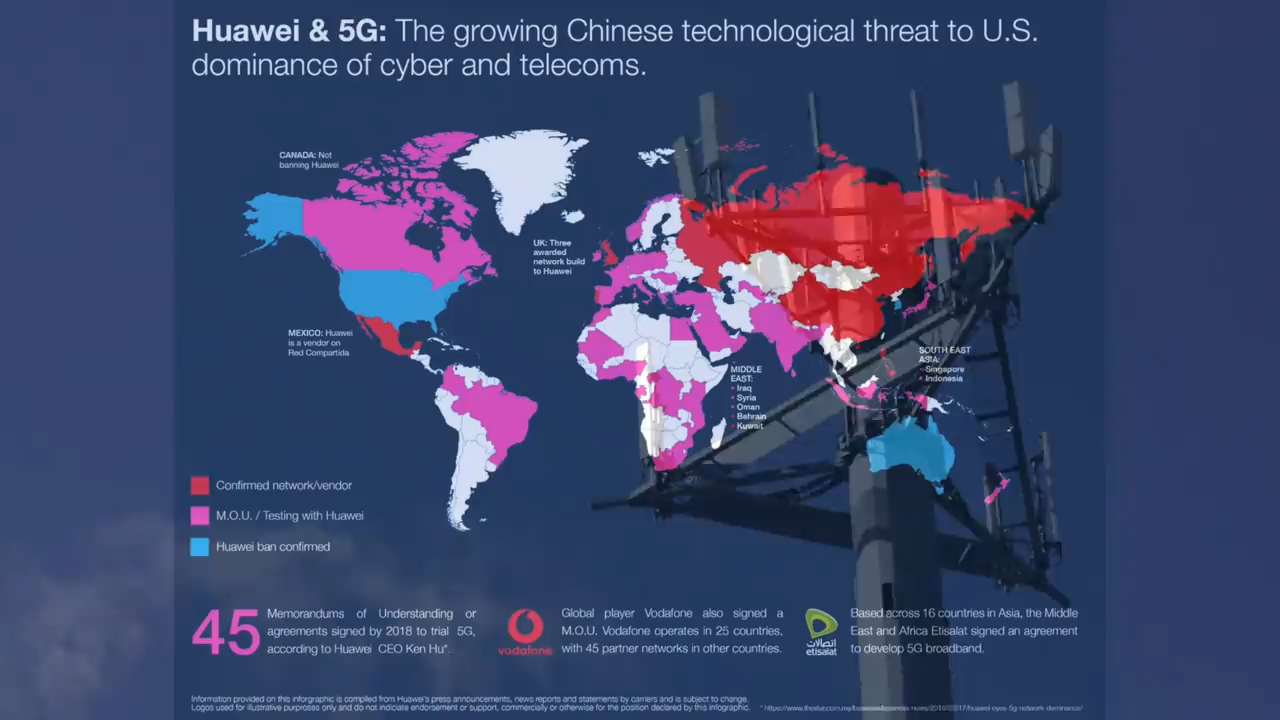 Huawei & 5G: The growing Chinese technological threat to U.S.
dominance of cyber and telecoms.
CANADA: Not
banning Huawei
UK: Three
awarded
network build
to Huawei
MEXICO: Huawei
is a vendor on
Red Compartida
MIDDLE
EAST:
• Iraq
• Syria
• Oman
• Bahrain
• Kuwait
SOUTH EAST
ASIA:
• Singapore
• Indonesia
Confirmed network/vendor
M.O.U. / Testing with Huawei
Huawei ban confirmed
45
Memorandums of Understanding or
agreements signed by 2018 to trial 5G,
according to Huawei CEO Ken Hu*.
vodafone
Global player Vodafone also signed a
M.O.U. Vodafone operates in 25 countries,
with 45 partner networks in other countries.
اتصالات
etisalat
Based across 16 countries in Asia, the Middle
East and Africa Etisalat signed an agreement
to develop 5G broadband.
Information provided on this inforgraphic is compiled from Huawei's press announcements, news reports and statements by carriers and is subject to change.
Logos used for illustrative purposes only and do not indiciate endorsement or support, commercially or otherwise for the position declared by this infographic.